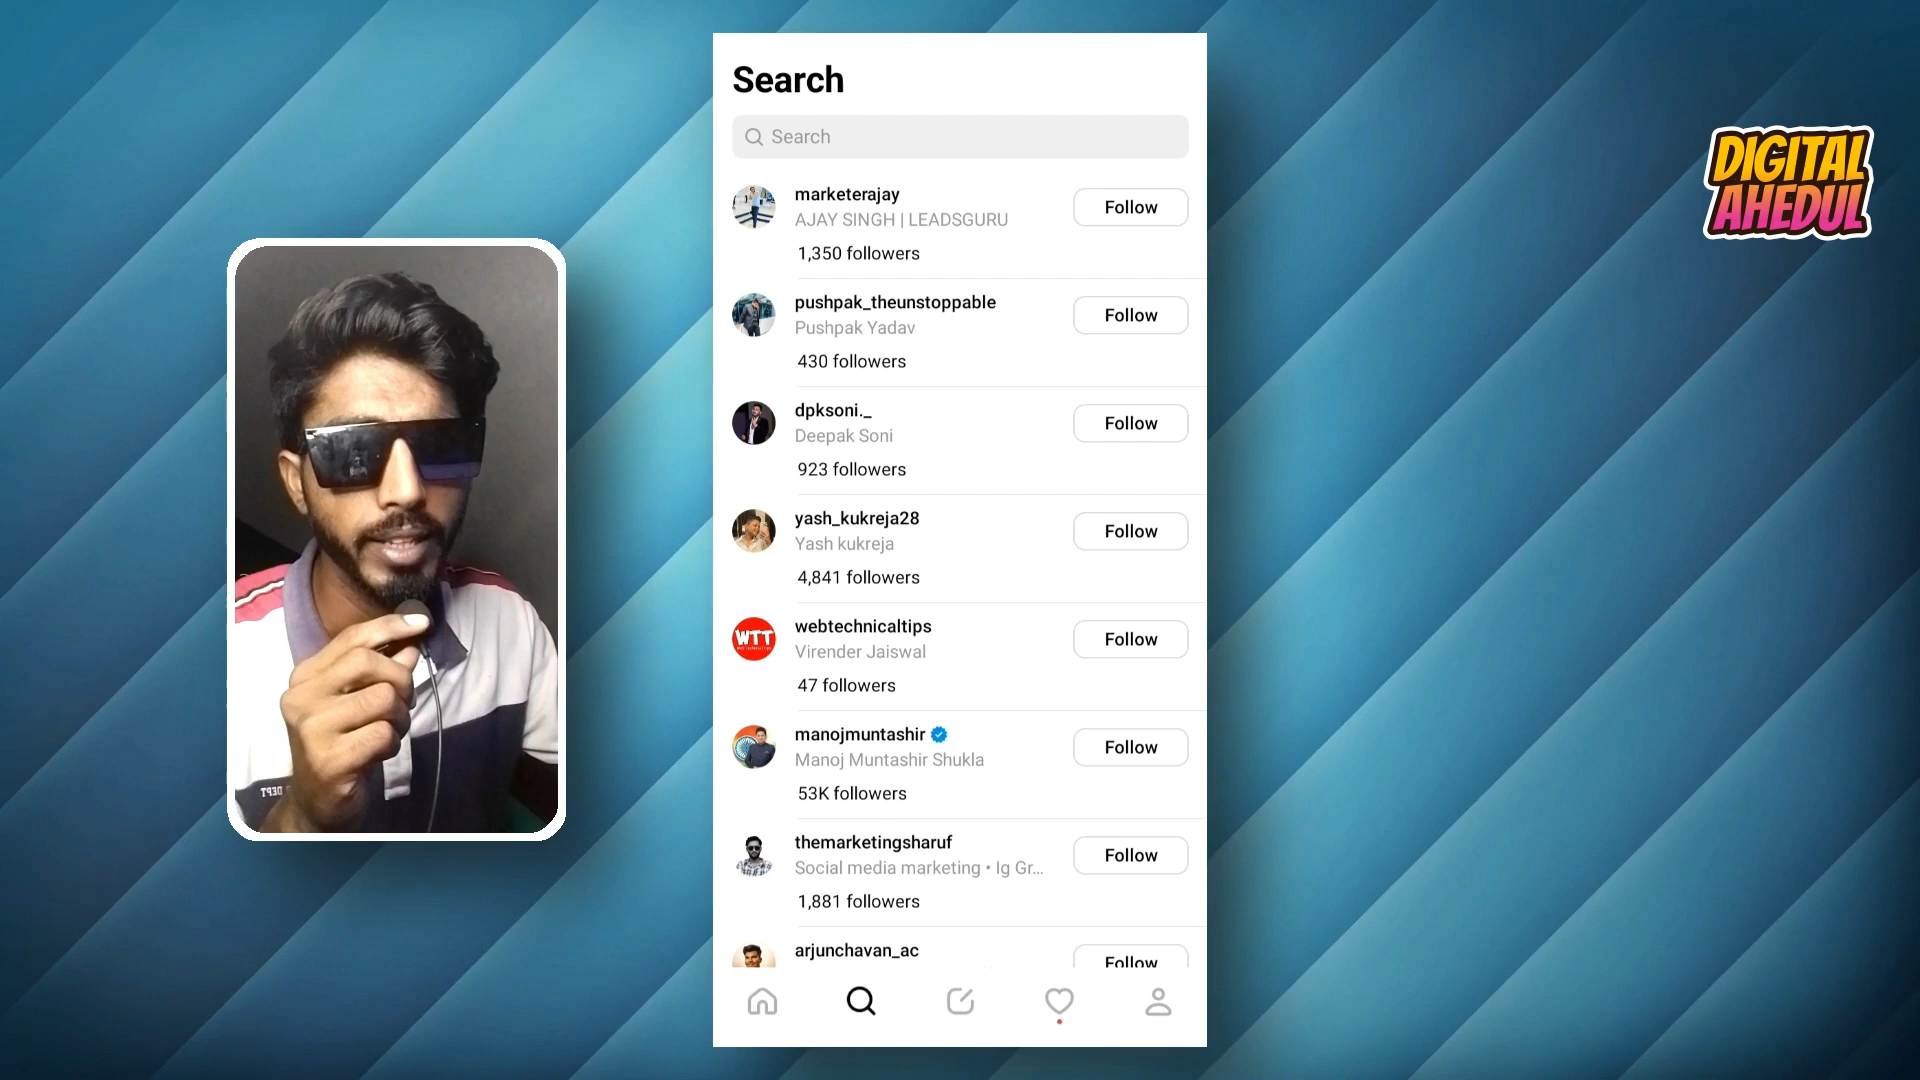 Search
Search
marketerajay
Follow
AJAY SINGH | LEADSGURU
1,350 followers
pushpak_theunstoppable
Follow
Pushpak Yadav
430 followers
dpksoni._
Follow
Deepak Soni
923 followers
yash_kukreja28
Follow
Yash kukreja
4,841 followers
WTT
webtechnicaltips
Follow
Virender Jaiswal
47 followers
manojmuntashir
Follow
Manoj Muntashir Shukla
53K followers
themarketingsharuf
Follow
Social media marketing • Ig Gr...
1,881 followers
arjunchavan_ac
Follow
DIGITAL
AHEDUL
DEPT